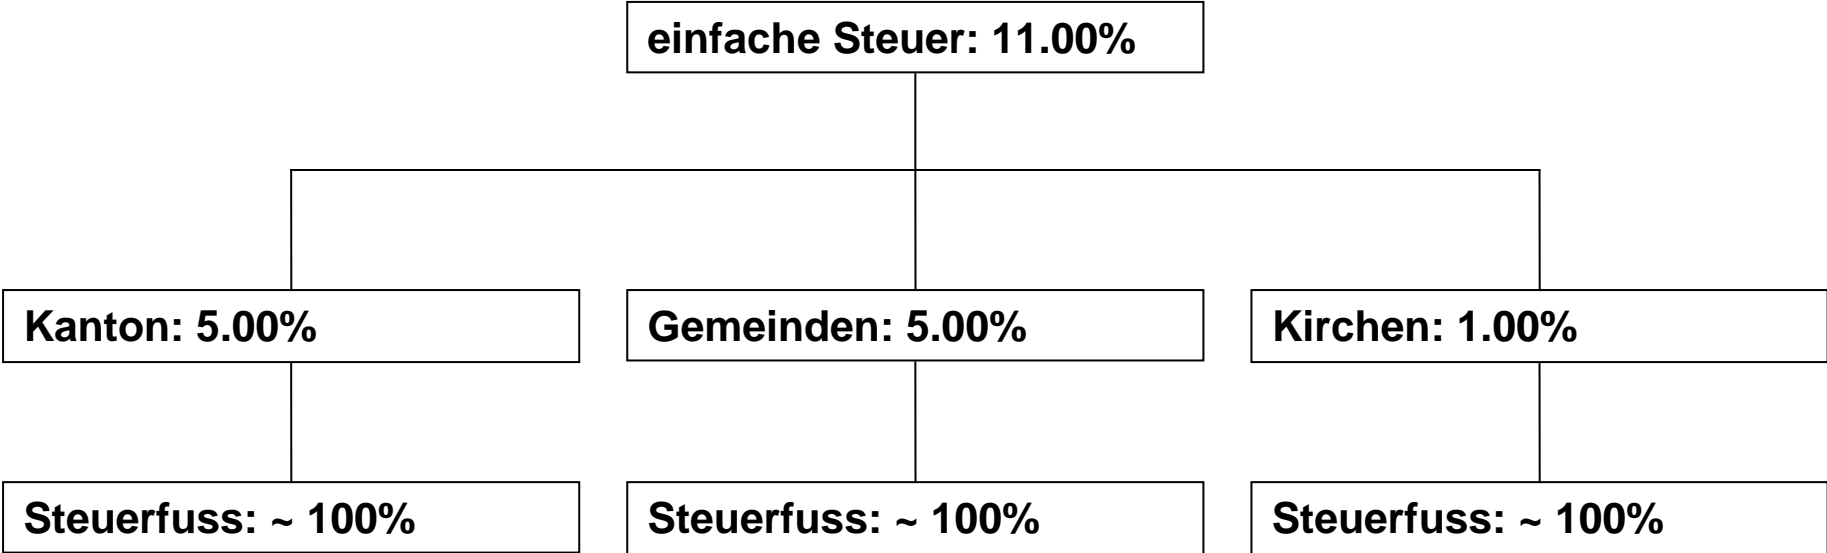 einfache Steuer: 11.00%
Kanton: 5.00%
Gemeinden: 5.00%
Kirchen: 1.00%
Steuerfuss: ~ 100%
Steuerfuss: ~ 100%
Steuerfuss: ~ 100%